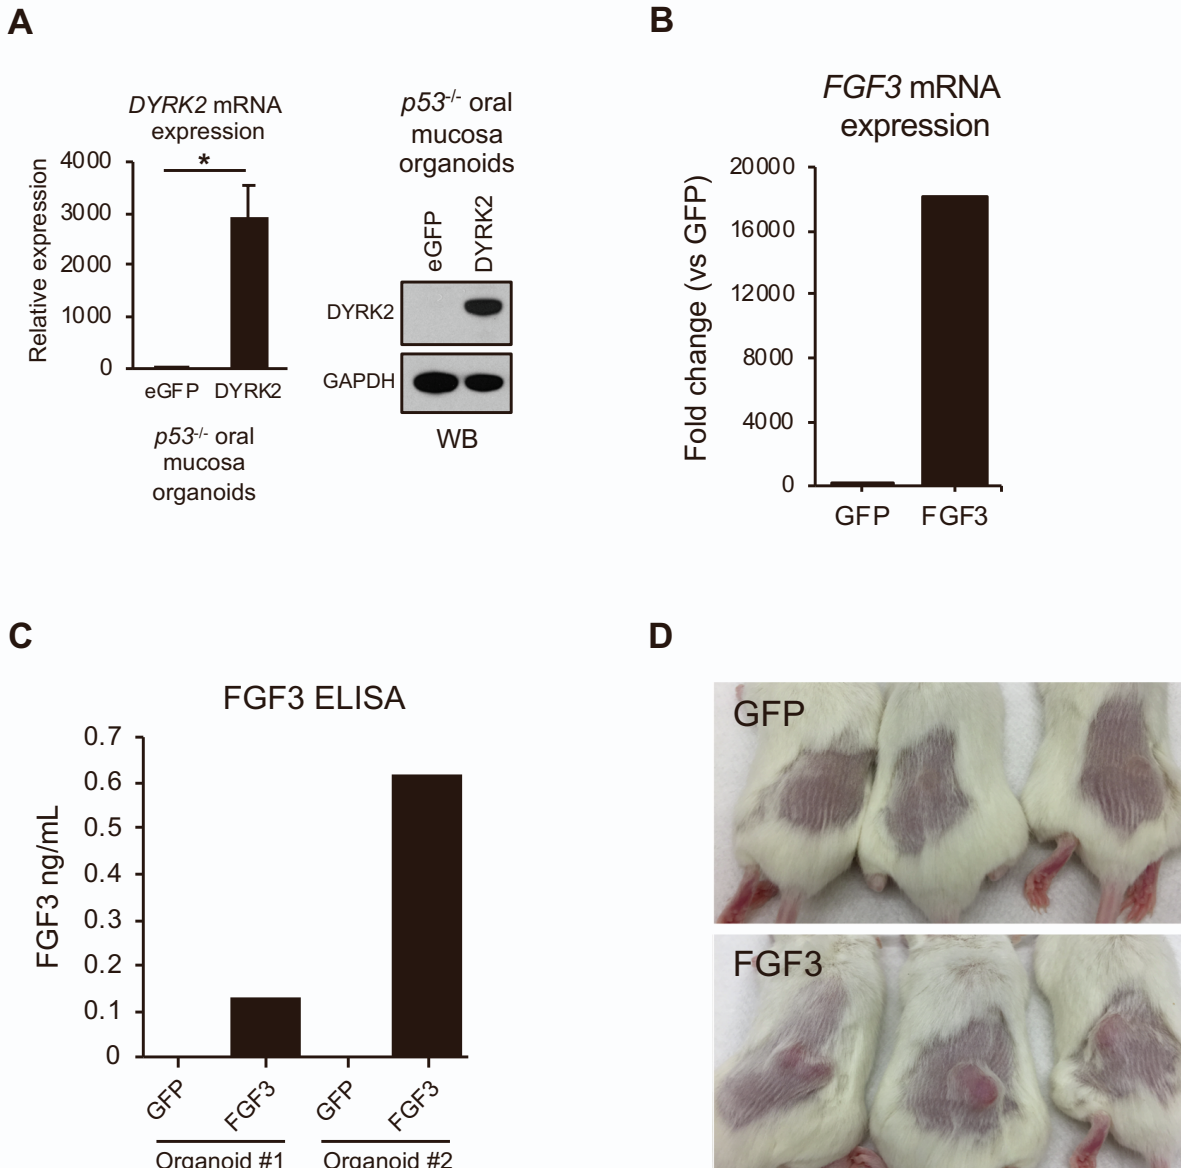 A
DYRK2 mRNA
expression
Relative expression
4000
3000
2000
1000
0
*
eGFP DYRK2
p53-/- oral
mucosa
organoids
p53-/- oral
mucosa
organoids
eGFP
DYRK2
DYRK2
GAPDH
WB
B
FGF3 mRNA
expression
Fold change (vs GFP)
20000
16000
12000
8000
4000
0
GFP FGF3
C
FGF3 ELISA
FGF3 ng/mL
0.7
0.6
0.5
0.4
0.3
0.2
0.1
0
GFP
FGF3
GFP
FGF3
Organoid #1 Organoid #2
D
GFP
FGF3